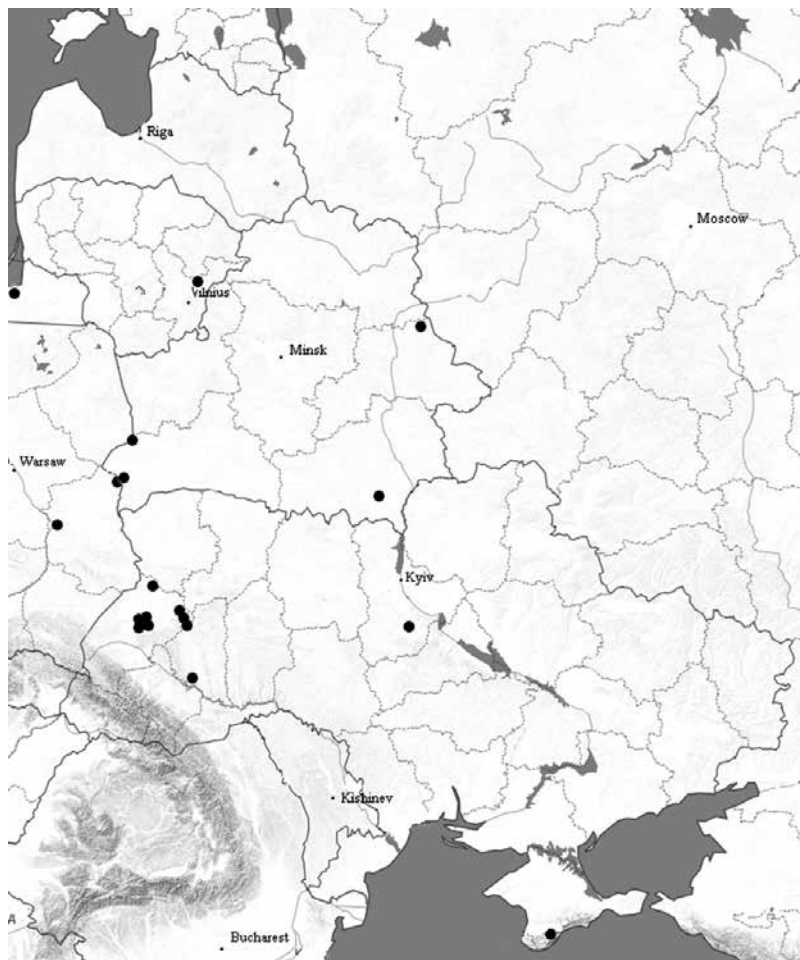 Riga
Moscow
Vilnius
Minsk
Warsaw
Kyiv
Kishinev
Bucharest
A